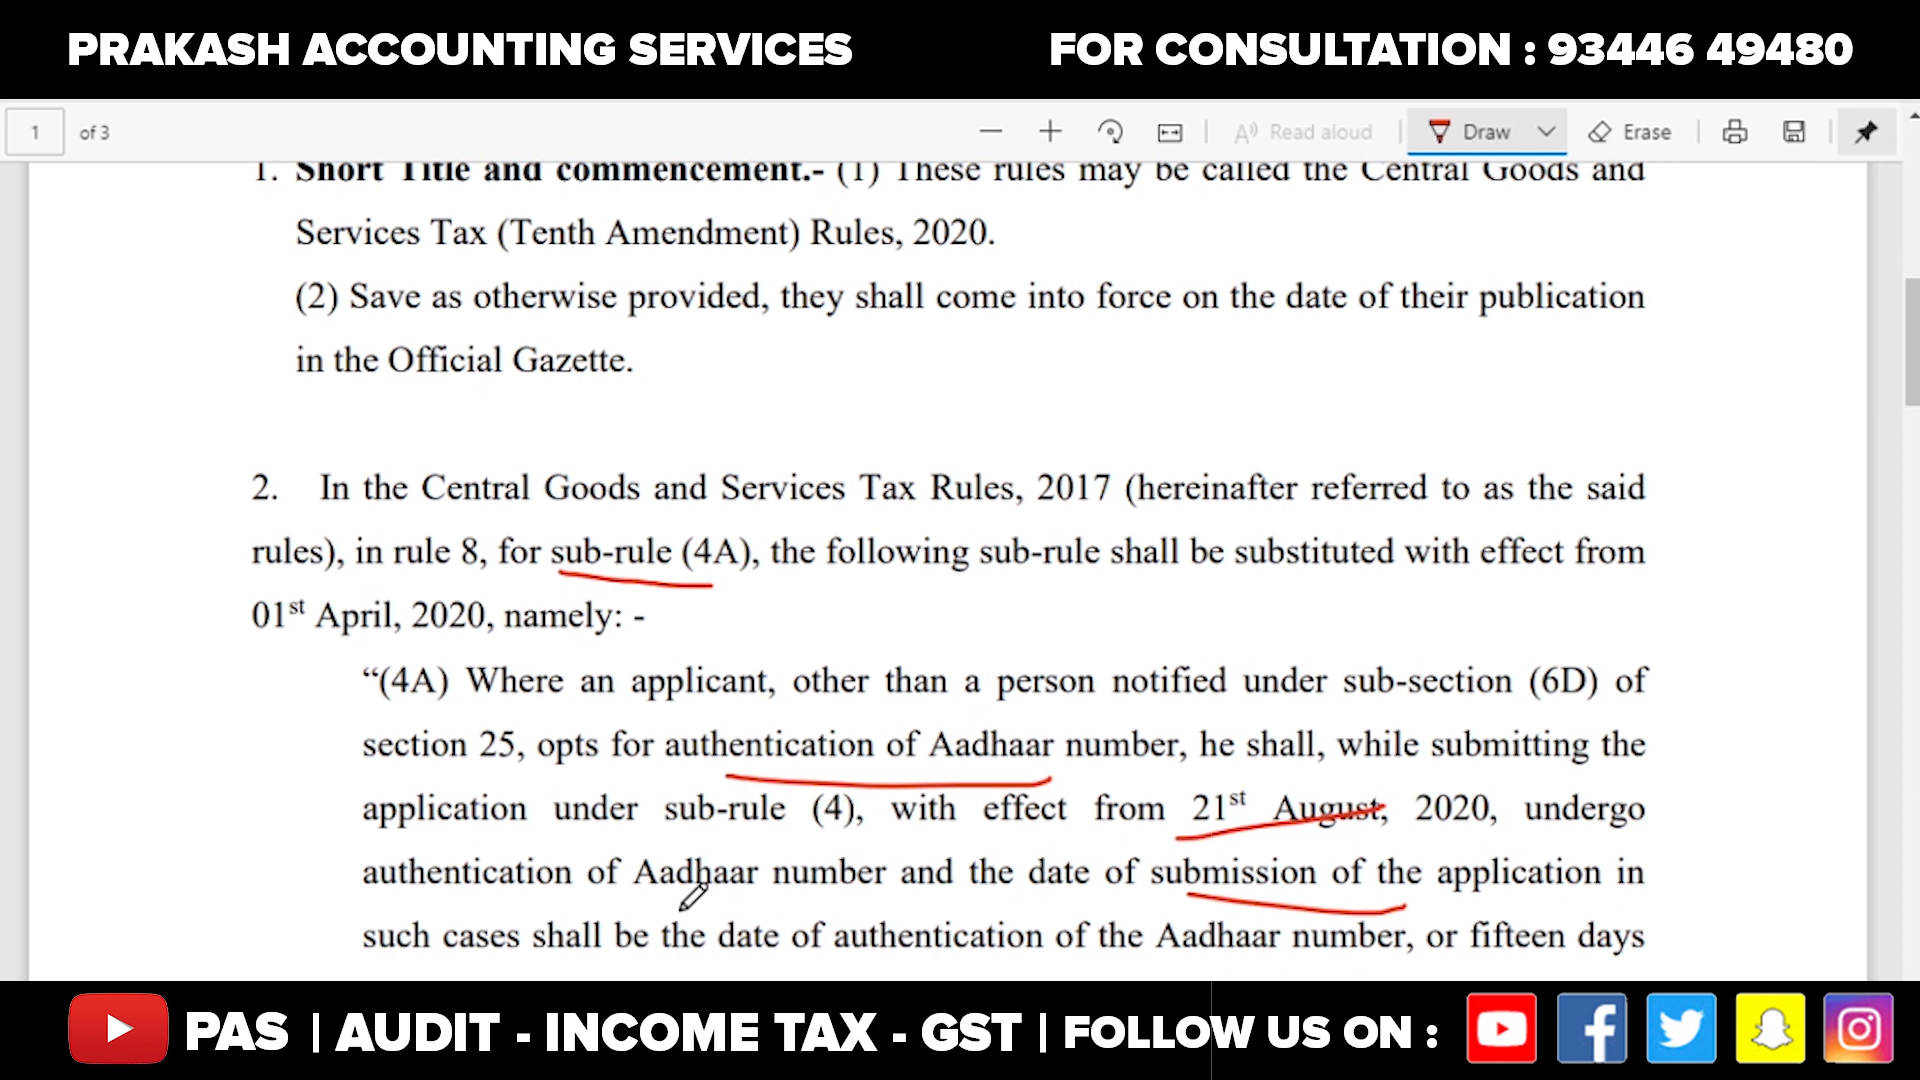 PRAKASH ACCOUNTING SERVICES FOR CONSULTATION : 93446 49480
1 of 3 Read aloud Draw Erase
1. Short Title and commencement.- (1) These rules may be called the Central Goods and
Services Tax (Tenth Amendment) Rules, 2020.
(2) Save as otherwise provided, they shall come into force on the date of their publication
in the Official Gazette.
2. In the Central Goods and Services Tax Rules, 2017 (hereinafter referred to as the said
rules), in rule 8, for sub-rule (4A), the following sub-rule shall be substituted with effect from
01st April, 2020, namely: -
“(4A) Where an applicant, other than a person notified under sub-section (6D) of
section 25, opts for authentication of Aadhaar number, he shall, while submitting the
application under sub-rule (4), with effect from 21st August, 2020, undergo
authentication of Aadhaar number and the date of submission of the application in
such cases shall be the date of authentication of the Aadhaar number, or fifteen days
PAS | AUDIT - INCOME TAX - GST | FOLLOW US ON :